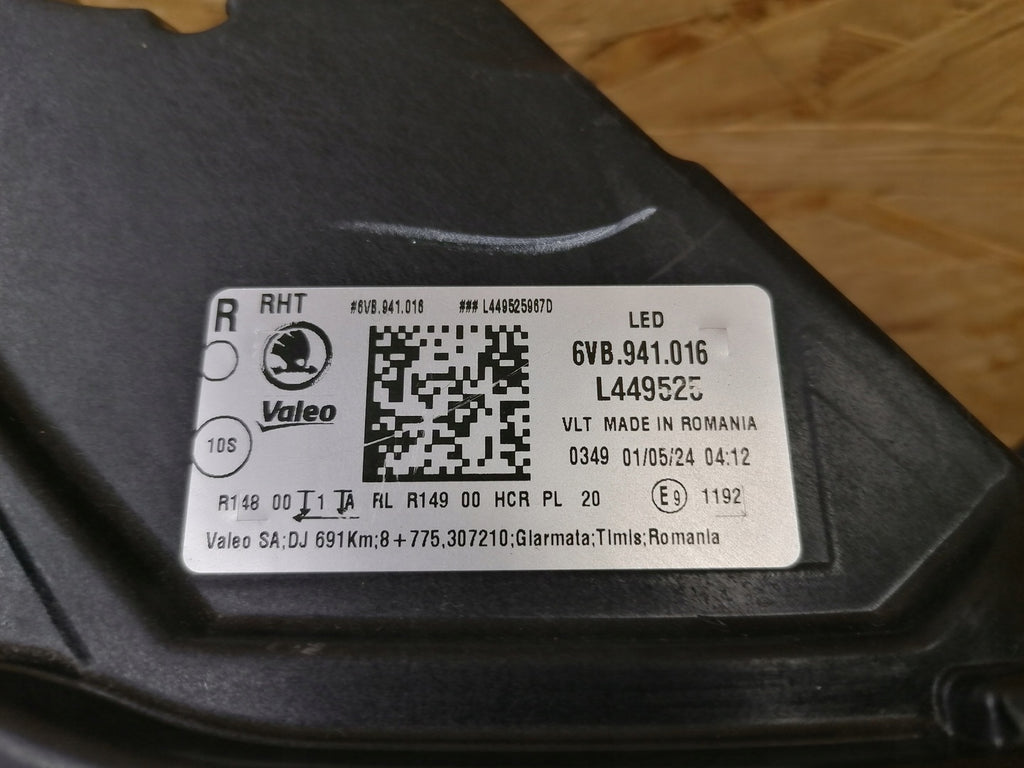 R RHT #6VB.941.016 ### L449525967D
LED
6VB.941.016
L449525
Valeo
VLT MADE IN ROMANIA
10S
0349 01/05/24 04:12
R148 00 1 A RL R149 00 HCR PL 20 E9 1192
Valeo SA;DJ 691Km;8+775,307210;Giarmata;Timis;Romania